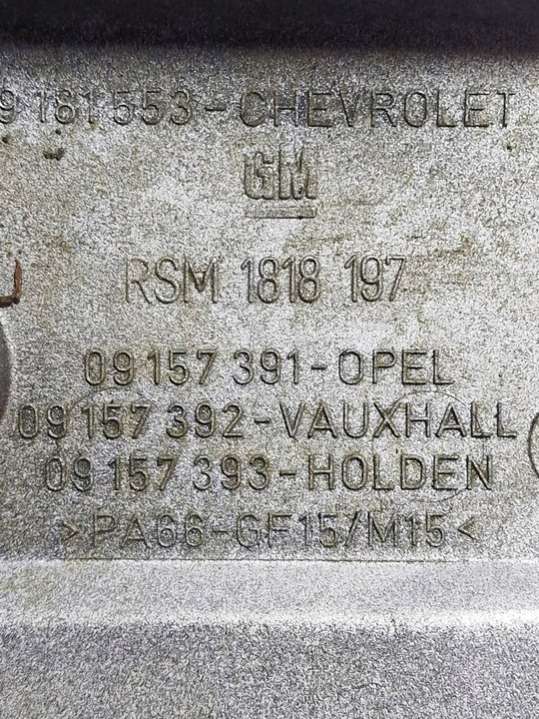 9 181 553-CHEVROLET
GM
RSM 1818 197
09 157 391-OPEL
09 157 392-VAUXHALL
09 157 393-HOLDEN
>PA66-GF15/M15<